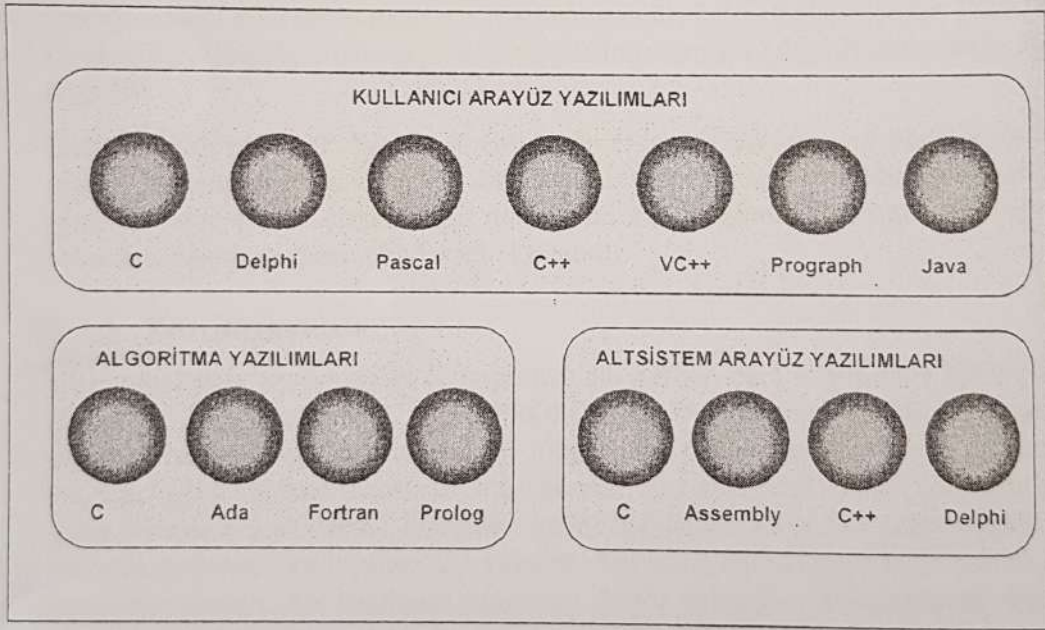 KULLANICI ARAYÜZ YAZILIMLARI
C Delphi Pascal C++ VC++ Prograph Java
ALGORİTMA YAZILIMLARI
C Ada Fortran Prolog
ALTSİSTEM ARAYÜZ YAZILIMLARI
C Assembly C++ Delphi